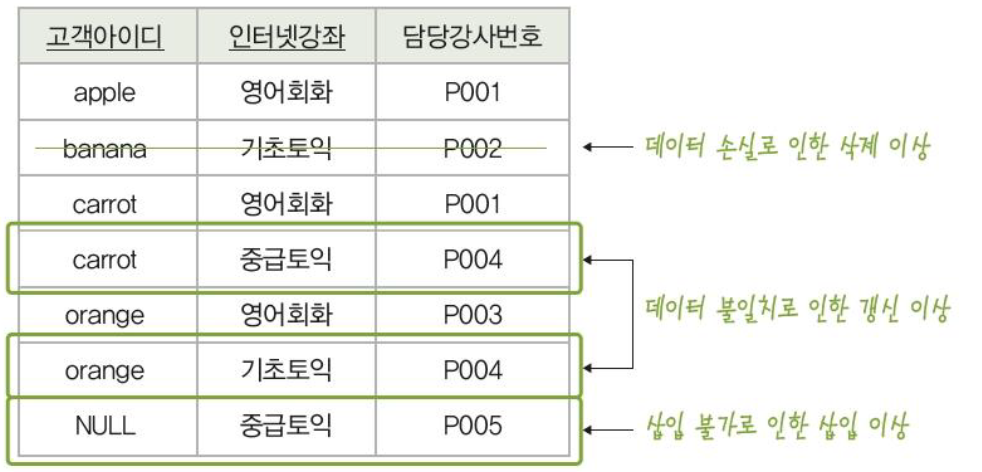 고객아이디 인터넷강좌 담당강사번호
apple 영어회화 P001
banana 기초토익 P002 데이터 손실로 인한 삭제 이상
carrot 영어회화 P001
carrot 중급토익 P004
orange 영어회화 P003 데이터 불일치로 인한 갱신 이상
orange 기초토익 P004
NULL 중급토익 P005 삽입 불가로 인한 삽입 이상